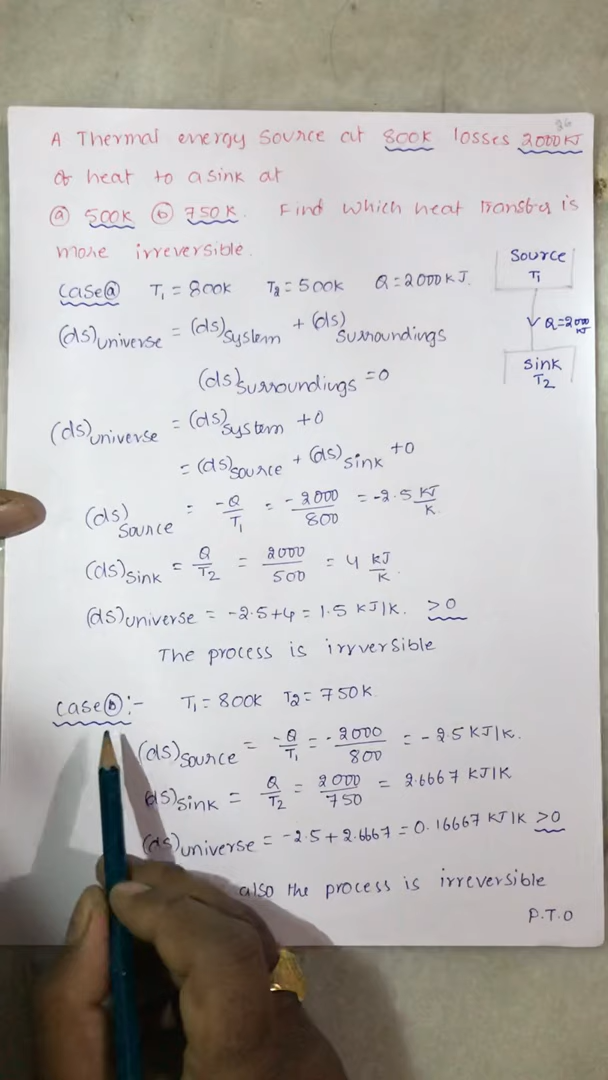 36
A Thermal energy source at 800K losses 2000KJ
of heat to a sink at
ⓐ 500K ⓑ 750K. Find which heat transfer is
more irreversible.
Source
T₁
Q=2000
KJ
Sink
T₂
Case ⓐ T₁ = 800K T₂ = 500K Q = 2000KJ.
(ds)universe = (ds)system + (ds)surroundings
(ds)surroundings = 0
(ds)universe = (ds)system + 0
= (ds)source + (ds)sink + 0
(ds)source = -Q/T₁ = -2000/800 = -2.5 KJ/K.
(ds)sink = Q/T₂ = 2000/500 = 4 KJ/K.
(ds)universe = -2.5+4 = 1.5 KJ/K. >0
The process is irrversible
Case ⓑ:- T₁ = 800K T₂ = 750K
(ds)source = -Q/T₁ = -2000/800 = -2.5 KJ/K.
(ds)sink = Q/T₂ = 2000/750 = 2.6667 KJ/K
(ds)universe = -2.5 + 2.6667 = 0.16667 KJ/K >0
also the process is irreversible
P.T.O